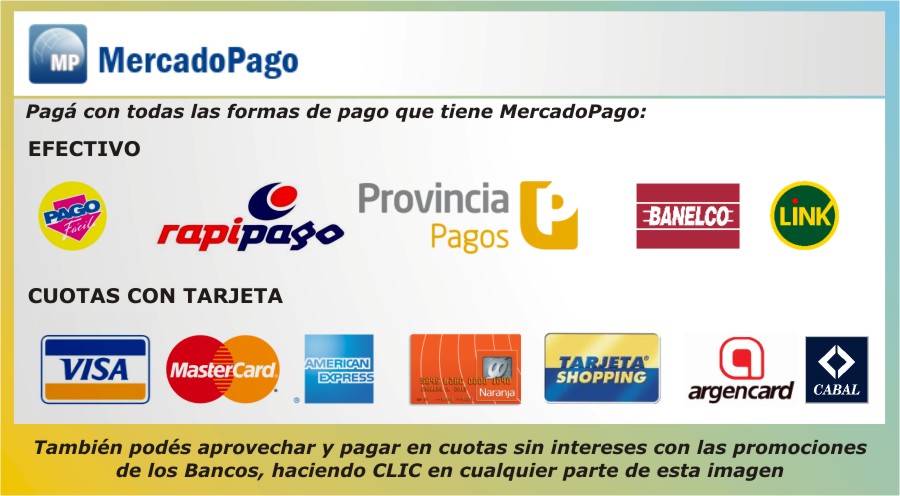 MP MercadoPago
Pagá con todas las formas de pago que tiene MercadoPago:
EFECTIVO
PAGO Fácil
rapipago
Provincia
Pagos
BANELCO
LINK
CUOTAS CON TARJETA
VISA
MasterCard
AMERICAN
EXPRESS
Naranja
TARJETA
SHOPPING
argencard
CABAL
También podés aprovechar y pagar en cuotas sin intereses con las promociones
de los Bancos, haciendo CLIC en cualquier parte de esta imagen